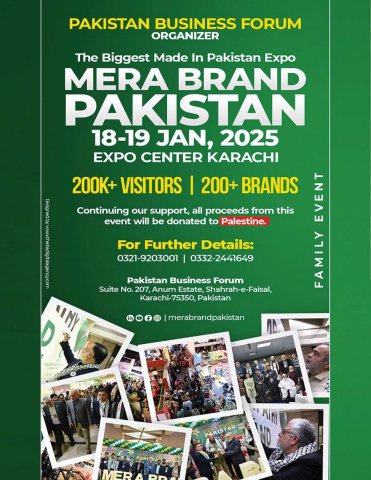 PAKISTAN BUSINESS FORUM
ORGANIZER
The Biggest Made In Pakistan Expo
MERA BRAND
PAKISTAN
18-19 JAN, 2025
EXPO CENTER KARACHI
200K+ VISITORS | 200+ BRANDS
Continuing our support, all proceeds from this
event will be donated to Palestine.
For Further Details:
0321-9203001 | 0332-2441649
Pakistan Business Forum
Suite No. 207, Anum Estate, Shahrah-e-Faisal,
Karachi-75350, Pakistan
| merabrandpakistan
FAMILY EVENT
PAKISTAN